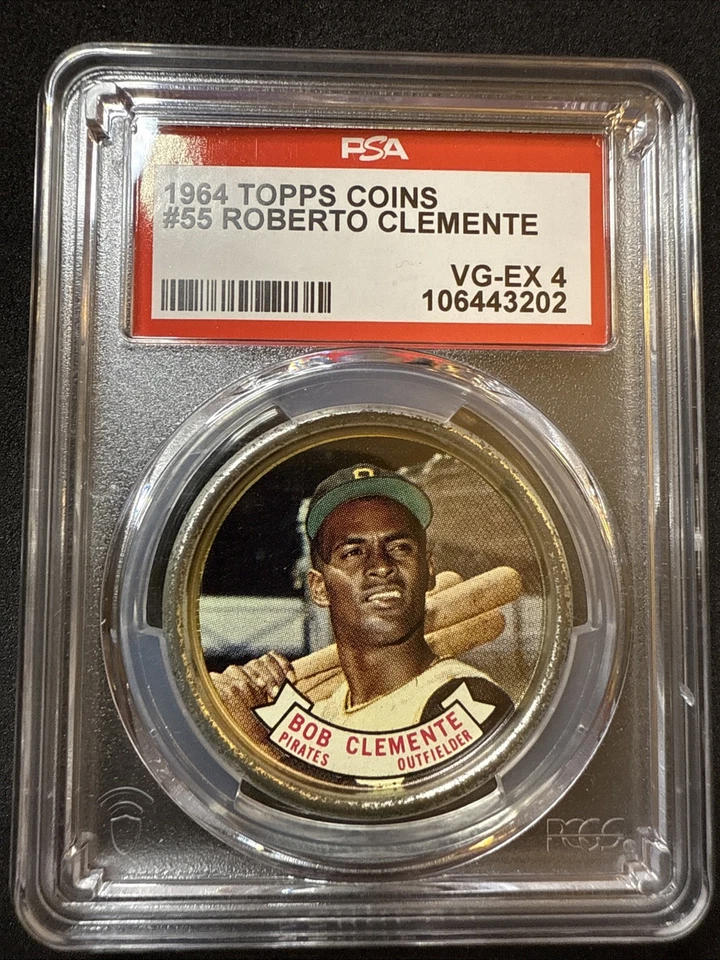 PSA
1964 TOPPS COINS
#55 ROBERTO CLEMENTE
VG-EX 4
106443202
P
BOB CLEMENTE
PIRATES OUTFIELDER
PCGS